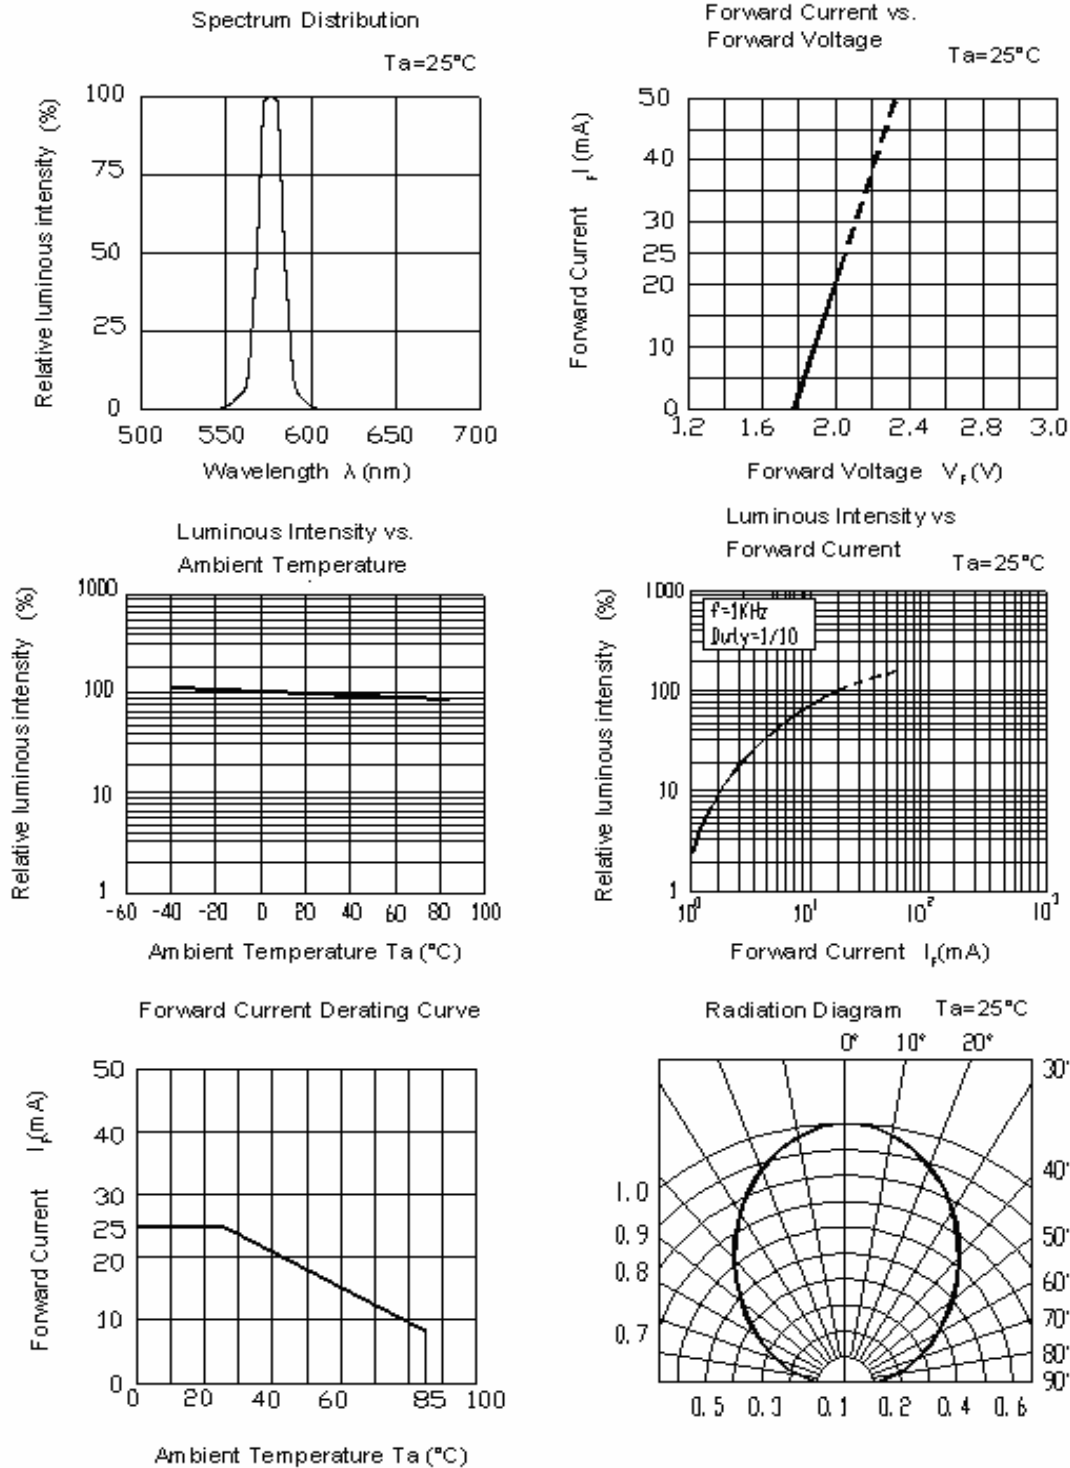 Spectrum Distribution
Ta=25°C
Relative luminous intensity (%)
100
75
50
25
0
500 550 600 650 700
Wavelength λ (nm)
Forward Current vs.
Forward Voltage
Ta=25°C
Forward Current IF (mA)
50
40
30
25
20
10
0
1.2 1.6 2.0 2.4 2.8 3.0
Forward Voltage VF (V)
Luminous Intensity vs.
Ambient Temperature
Relative luminous intensity (%)
1000
100
10
1
-60 -40 -20 0 20 40 60 80 100
Ambient Temperature Ta (°C)
Luminous Intensity vs
Forward Current
Ta=25°C
f=1KHz
Duty=1/10
Relative luminous intensity (%)
1000
100
10
1
10⁰ 10¹ 10² 10³
Forward Current IF(mA)
Forward Current Derating Curve
Forward Current IF(mA)
50
40
30
25
20
10
0
0 20 40 60 85 100
Ambient Temperature Ta (°C)
Radiation Diagram Ta=25°C
0° 10° 20°
30°
40°
50°
60°
70°
80°
90°
1.0
0.9
0.8
0.7
0.5 0.3 0.1 0.2 0.4 0.6